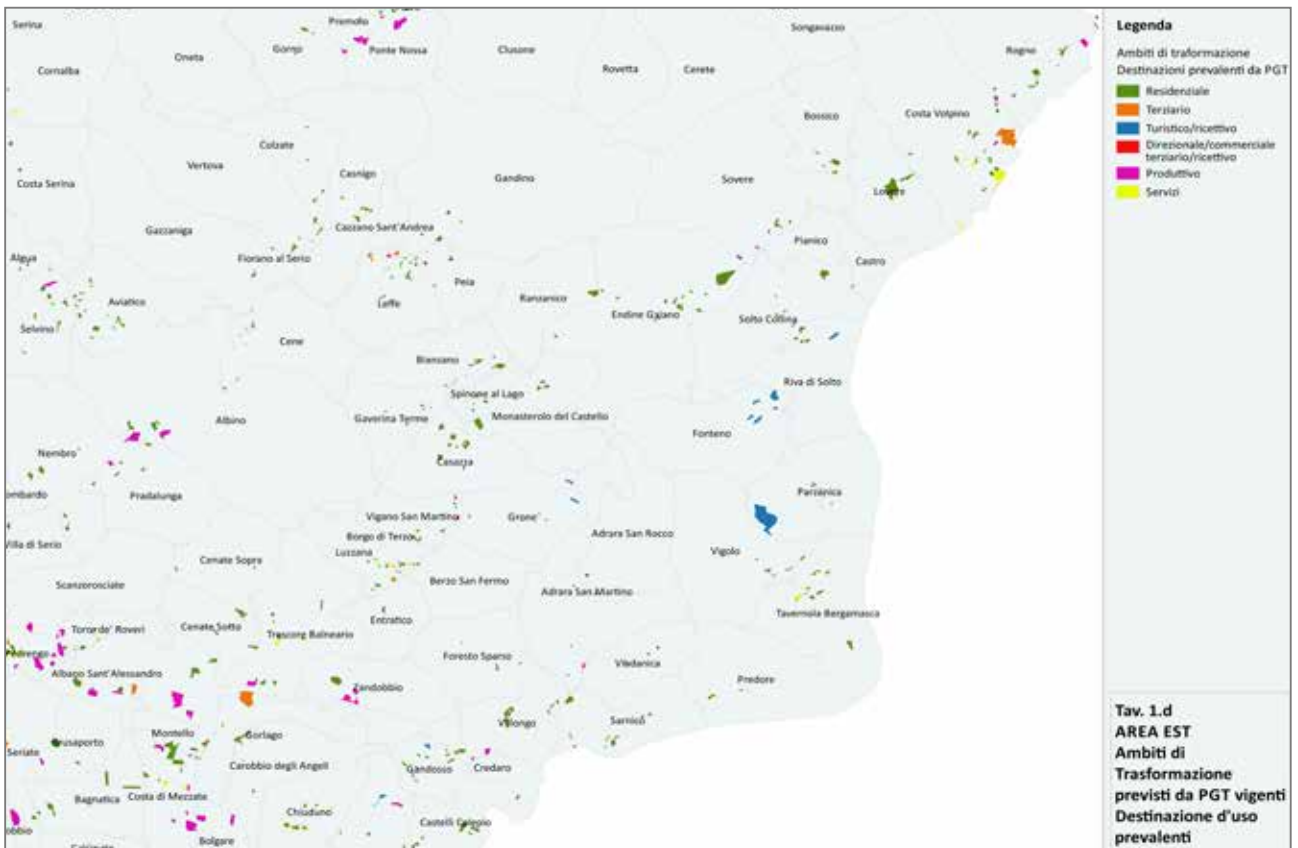 Serina
Premolo
Songavazzo
Gorno
Ponte Nossa
Clusone
Rogno
Oneta
Cornalba
Rovetta
Cerete
Bossico
Costa Volpino
Colzate
Vertova
Casnigo
Gandino
Sovere
Costa Serina
Lovere
Gazzaniga
Cazzano Sant'Andrea
Pianico
Algua
Fiorano al Serio
Castro
Peia
Aviatico
Leffe
Ranzanico
Endine Gaiano
Solto Collina
Selvino
Cene
Bianzano
Riva di Solto
Spinone al Lago
Albino
Gaverina Terme
Monasterolo del Castello
Fonteno
Nembro
Casazza
ombardo
Pradalunga
Parzanica
Vigano San Martino
Grone
Villa di Serio
Borgo di Terzo
Adrara San Rocco
Luzzana
Vigolo
Cenate Sopra
Scanzorosciate
Berzo San Fermo
Adrara San Martino
Tavernola Bergamasca
Entratico
Torre de' Roveri
Cenate Sotto
Trescore Balneario
Pedrengo
Foresto Sparso
Viladanica
Albano Sant'Alessandro
Zandobbio
Predore
Villongo
Sarnico
Montello
Gorlago
Brusaporto
Seriate
Carobbio degli Angeli
Gandosso
Credaro
Bagnatica
Costa di Mezzate
Chiuduno
Castelli Calepio
obbio
Bolgare
Calcinate
Legenda
Ambiti di traformazione
Destinazioni prevalenti da PGT
Residenziale
Terziario
Turistico/ricettivo
Direzionale/commerciale
terziario/ricettivo
Produttivo
Servizi
Tav. 1.d
AREA EST
Ambiti di
Trasformazione
previsti da PGT vigenti
Destinazione d'uso
prevalenti